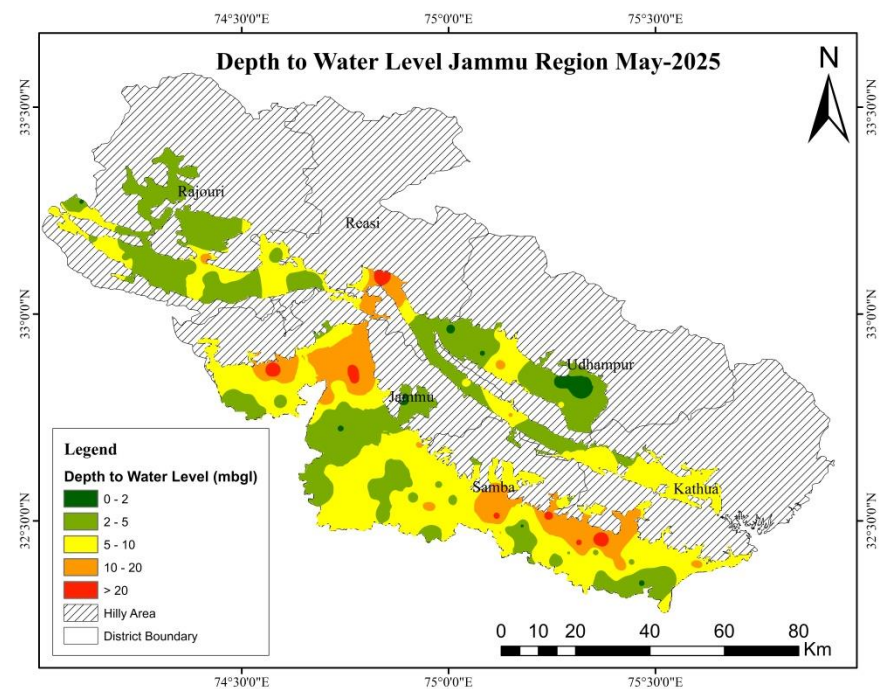 74°30'0"E 75°0'0"E 75°30'0"E
Depth to Water Level Jammu Region May-2025
N
33°30'0"N 33°30'0"N
Rajouri
Reasi
33°0'0"N 33°0'0"N
Udhampur
Jammu
Samba
Kathua
32°30'0"N 32°30'0"N
Legend
Depth to Water Level (mbgl)
0 - 2
2 - 5
5 - 10
10 - 20
> 20
Hilly Area
District Boundary
0 10 20 40 60 80
Km
74°30'0"E 75°0'0"E 75°30'0"E